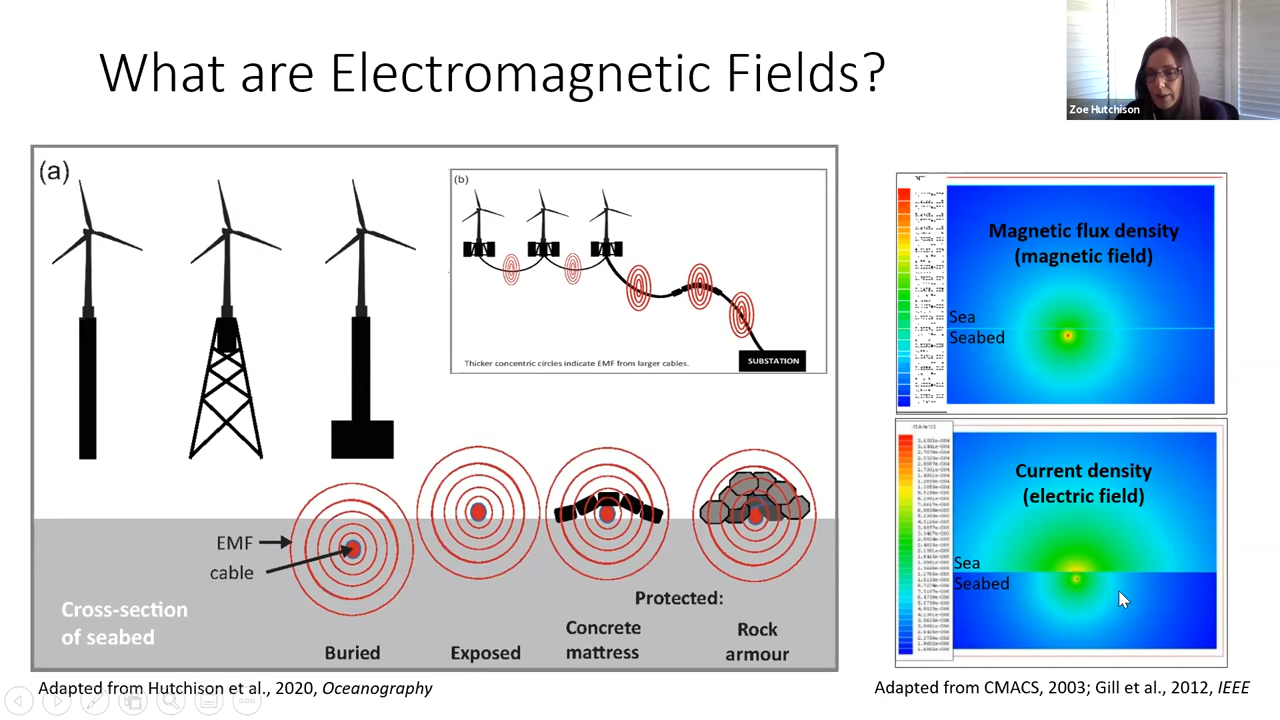 What are Electromagnetic Fields?
Zoe Hutchison
(a)
(b)
Thicker concentric circles indicate EMF from larger cables.
SUBSTATION
EMF
cable
Cross-section
of seabed
Buried
Exposed
Protected:
Concrete
mattress
Rock
armour
Adapted from Hutchison et al., 2020, Oceanography
Magnetic flux density
(magnetic field)
Sea
Seabed
Current density
(electric field)
Sea
Seabed
Adapted from CMACS, 2003; Gill et al., 2012, IEEE